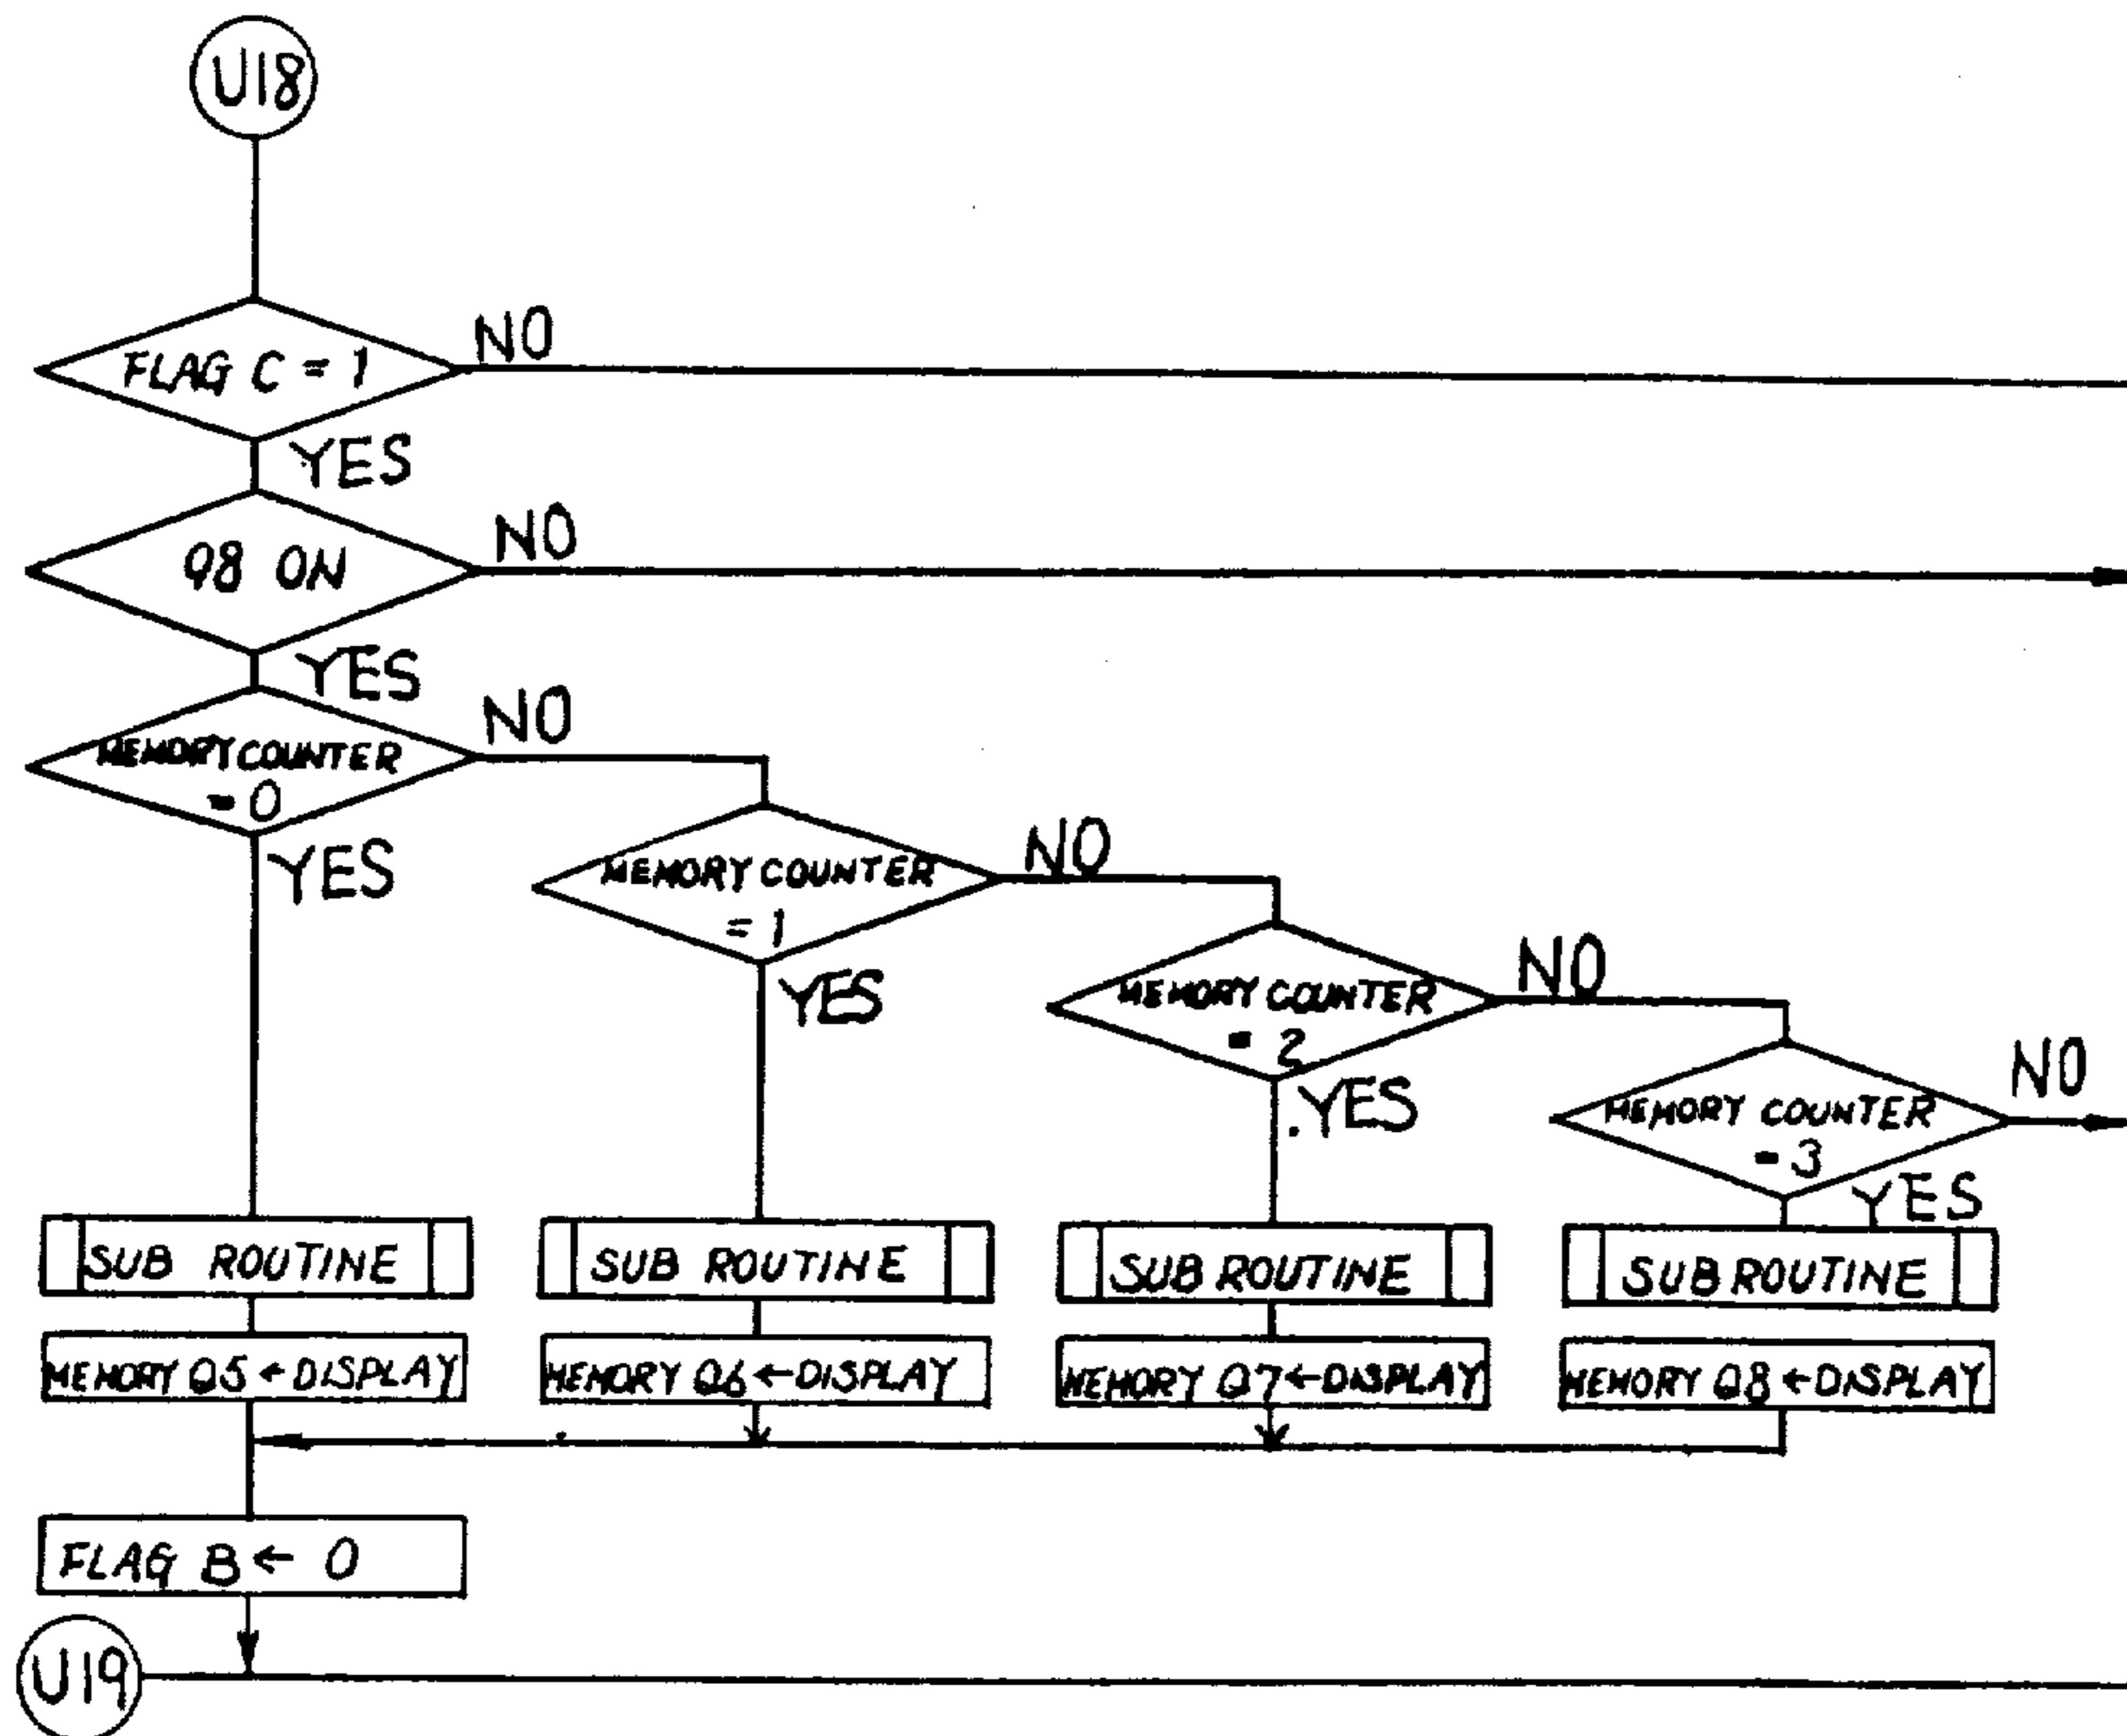 U18
FLAG C = 1
NO
YES
Q8 ON
NO
YES
MEMORY COUNTER
= 0
NO
YES
MEMORY COUNTER
= 1
NO
YES
MEMORY COUNTER
= 2
NO
YES
MEMORY COUNTER
= 3
NO
YES
SUB ROUTINE
SUB ROUTINE
SUB ROUTINE
SUB ROUTINE
MEMORY Q5 ← DISPLAY
MEMORY Q6 ← DISPLAY
MEMORY Q7 ← DISPLAY
MEMORY Q8 ← DISPLAY
FLAG B ← 0
U19